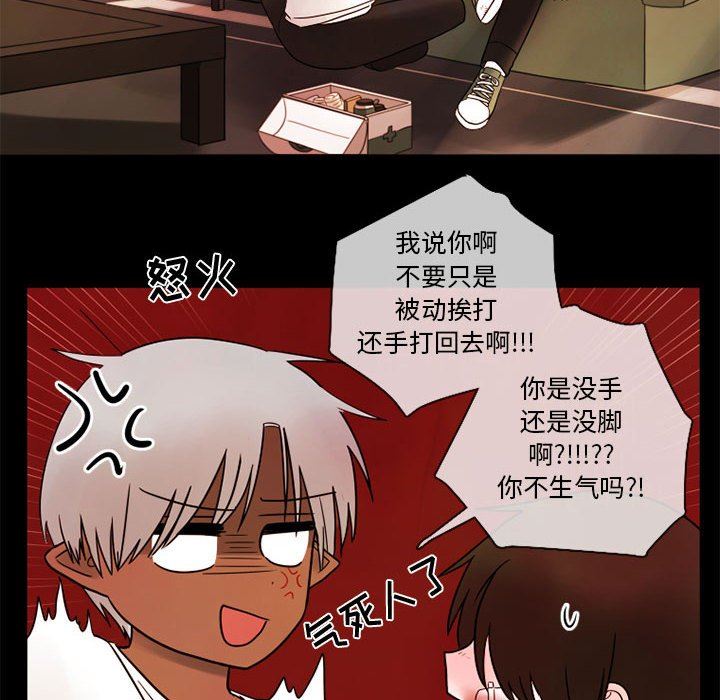 怒火
我说你啊
不要只是
被动挨打
还手打回去啊!!!
你是没手
还是没脚
啊?!!!??
你不生气吗?!
气死人了